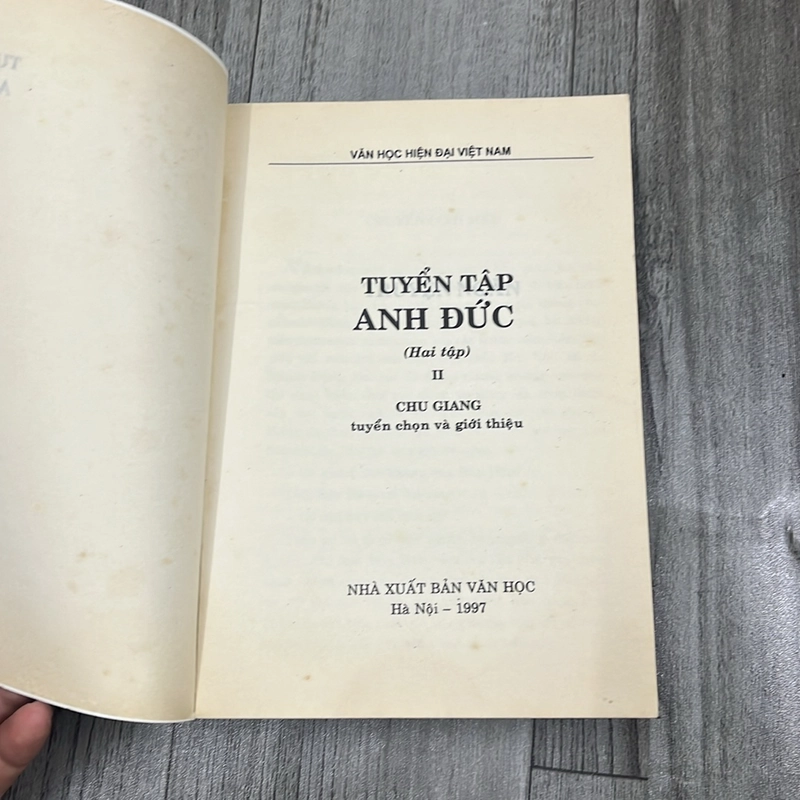 VĂN HỌC HIỆN ĐẠI VIỆT NAM
TUYỂN TẬP
ANH ĐỨC
(Hai tập)
II
CHU GIANG
tuyển chọn và giới thiệu
NHÀ XUẤT BẢN VĂN HỌC
Hà Nội – 1997